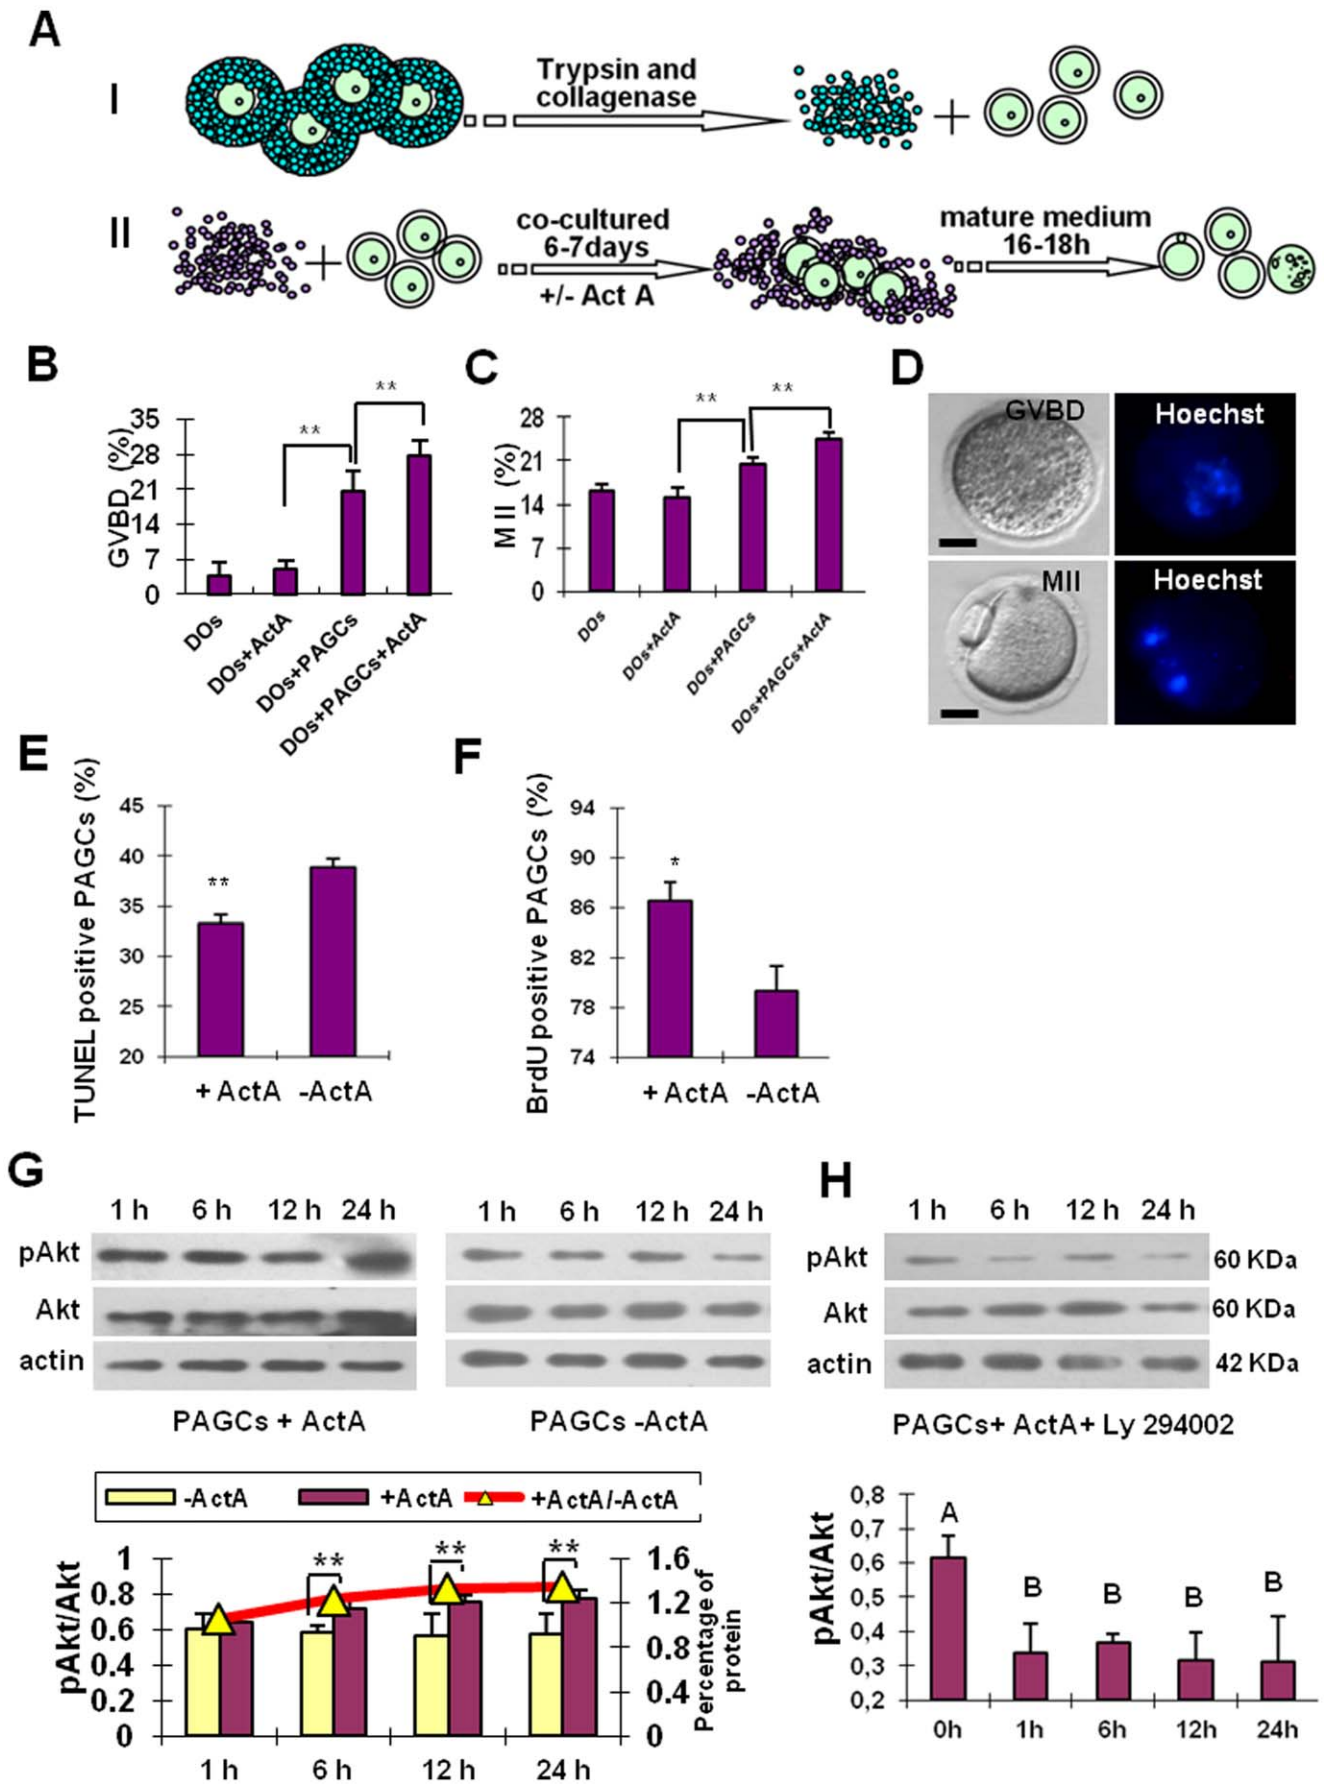 A
I
Trypsin and
collagenase
+
II
+
co-cultured
6-7days
+/- Act A
mature medium
16-18h
B
GVBD (%)
35
28
21
14
7
0
**
**
DOs
DOs+ActA
DOs+PAGCs
DOs+PAGCs+ActA
C
M II (%)
28
21
14
7
0
**
**
DOs
DOs+ActA
DOs+PAGCs
DOs+PAGCs+ActA
D
GVBD
Hoechst
MII
Hoechst
E
TUNEL positive PAGCs (%)
45
40
35
30
25
20
**
+ ActA -ActA
F
BrdU positive PAGCs (%)
94
90
86
82
78
74
*
+ ActA -ActA
G
1 h 6 h 12 h 24 h
pAkt
Akt
actin
PAGCs + ActA
1 h 6 h 12 h 24 h
PAGCs -ActA
-ActA +ActA +ActA/-ActA
pAkt/Akt
1
0.8
0.6
0.4
0.2
0
** ** **
1.6
1.2
0.8
0.4
0
Percentage of
protein
1 h 6 h 12 h 24 h
H
1 h 6 h 12 h 24 h
pAkt 60 KDa
Akt 60 KDa
actin 42 KDa
PAGCs+ ActA+ Ly 294002
pAkt/Akt
0,8
0,7
0,6
0,5
0,4
0,3
0,2
A B B B B
0h 1h 6h 12h 24h